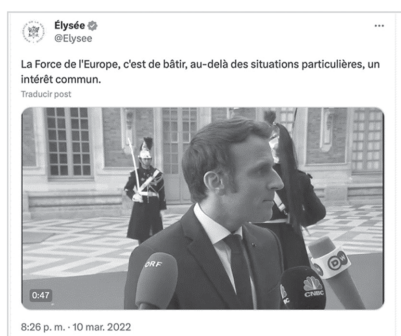 Élysée
@Elysee
La Force de l'Europe, c'est de bâtir, au-delà des situations particulières, un
intérêt commun.
Traducir post
ORF
CNBC
0:47
8:26 p. m. · 10 mar. 2022